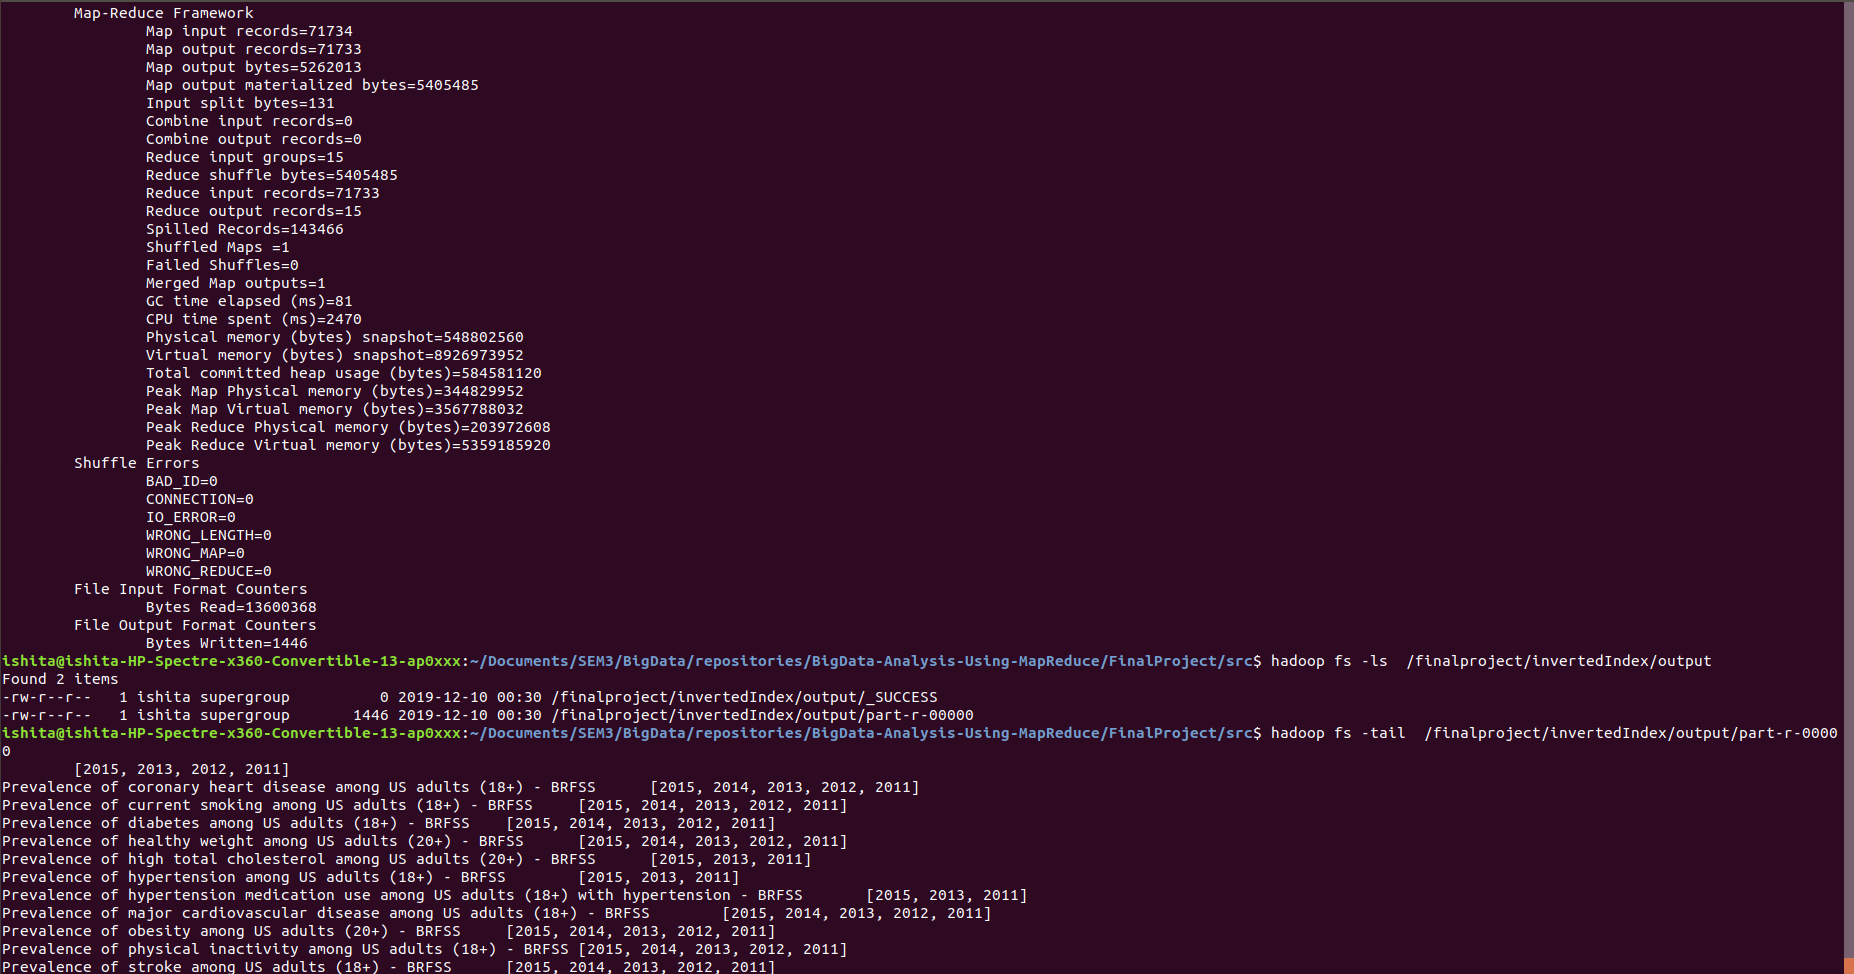 Map-Reduce Framework
Map input records=71734
Map output records=71733
Map output bytes=5262013
Map output materialized bytes=5405485
Input split bytes=131
Combine input records=0
Combine output records=0
Reduce input groups=15
Reduce shuffle bytes=5405485
Reduce input records=71733
Reduce output records=15
Spilled Records=143466
Shuffled Maps =1
Failed Shuffles=0
Merged Map outputs=1
GC time elapsed (ms)=81
CPU time spent (ms)=2470
Physical memory (bytes) snapshot=548802560
Virtual memory (bytes) snapshot=8926973952
Total committed heap usage (bytes)=584581120
Peak Map Physical memory (bytes)=344829952
Peak Map Virtual memory (bytes)=3567788032
Peak Reduce Physical memory (bytes)=203972608
Peak Reduce Virtual memory (bytes)=5359185920
Shuffle Errors
BAD_ID=0
CONNECTION=0
IO_ERROR=0
WRONG_LENGTH=0
WRONG_MAP=0
WRONG_REDUCE=0
File Input Format Counters
Bytes Read=13600368
File Output Format Counters
Bytes Written=1446
ishita@ishita-HP-Spectre-x360-Convertible-13-ap0xxx:~/Documents/SEM3/BigData/repositories/BigData-Analysis-Using-MapReduce/FinalProject/src$ hadoop fs -ls  /finalproject/invertedIndex/output
Found 2 items
-rw-r--r--   1 ishita supergroup          0 2019-12-10 00:30 /finalproject/invertedIndex/output/_SUCCESS
-rw-r--r--   1 ishita supergroup       1446 2019-12-10 00:30 /finalproject/invertedIndex/output/part-r-00000
ishita@ishita-HP-Spectre-x360-Convertible-13-ap0xxx:~/Documents/SEM3/BigData/repositories/BigData-Analysis-Using-MapReduce/FinalProject/src$ hadoop fs -tail  /finalproject/invertedIndex/output/part-r-0000
0
[2015, 2013, 2012, 2011]
Prevalence of coronary heart disease among US adults (18+) - BRFSS      [2015, 2014, 2013, 2012, 2011]
Prevalence of current smoking among US adults (18+) - BRFSS     [2015, 2014, 2013, 2012, 2011]
Prevalence of diabetes among US adults (18+) - BRFSS    [2015, 2014, 2013, 2012, 2011]
Prevalence of healthy weight among US adults (20+) - BRFSS      [2015, 2014, 2013, 2012, 2011]
Prevalence of high total cholesterol among US adults (20+) - BRFSS      [2015, 2013, 2011]
Prevalence of hypertension among US adults (18+) - BRFSS        [2015, 2013, 2011]
Prevalence of hypertension medication use among US adults (18+) with hypertension - BRFSS       [2015, 2013, 2011]
Prevalence of major cardiovascular disease among US adults (18+) - BRFSS        [2015, 2014, 2013, 2012, 2011]
Prevalence of obesity among US adults (20+) - BRFSS     [2015, 2014, 2013, 2012, 2011]
Prevalence of physical inactivity among US adults (18+) - BRFSS [2015, 2014, 2013, 2012, 2011]
Prevalence of stroke among US adults (18+) - BRFSS      [2015, 2014, 2013, 2012, 2011]